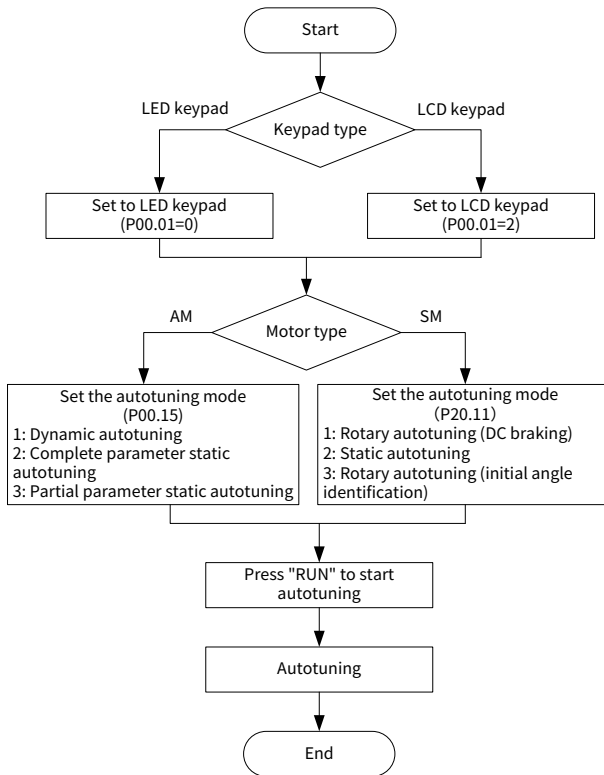 Start
LED keypad
LCD keypad
Keypad type
Set to LED keypad
(P00.01=0)
Set to LCD keypad
(P00.01=2)
AM
Motor type
SM
Set the autotuning mode
(P00.15)
1: Dynamic autotuning
2: Complete parameter static
autotuning
3: Partial parameter static autotuning
Set the autotuning mode
(P20.11)
1: Rotary autotuning (DC braking)
2: Static autotuning
3: Rotary autotuning (initial angle
identification)
Press "RUN" to start
autotuning
Autotuning
End